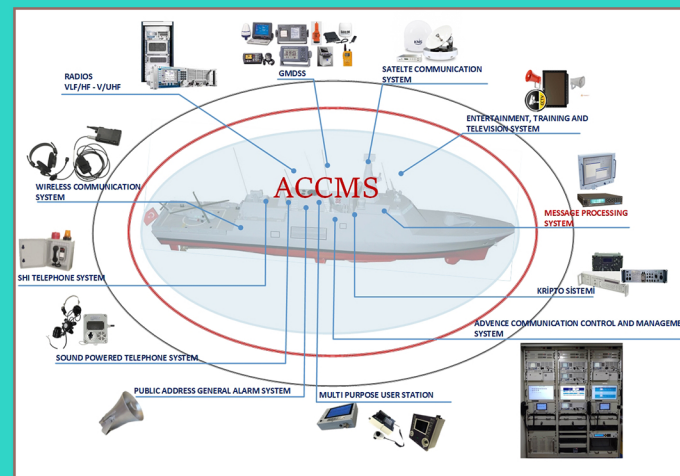 RADIOS
VLF/HF - V/UHF
GMDSS
SATELTE COMMUNICATION
SYSTEM
ENTERTAINMENT, TRAINING AND
TELEVISION SYSTEM
WIRELESS COMMUNICATION
SYSTEM
ACCMS
MESSAGE PROCESSING
SYSTEM
SHI TELEPHONE SYSTEM
KRİPTO SİSTEMİ
ADVENCE COMMUNICATION CONTROL AND MANAGEME
SYSTEM
SOUND POWERED TELEPHONE SYSTEM
PUBLIC ADDRESS GENERAL ALARM SYSTEM
MULTI PURPOSE USER STATION